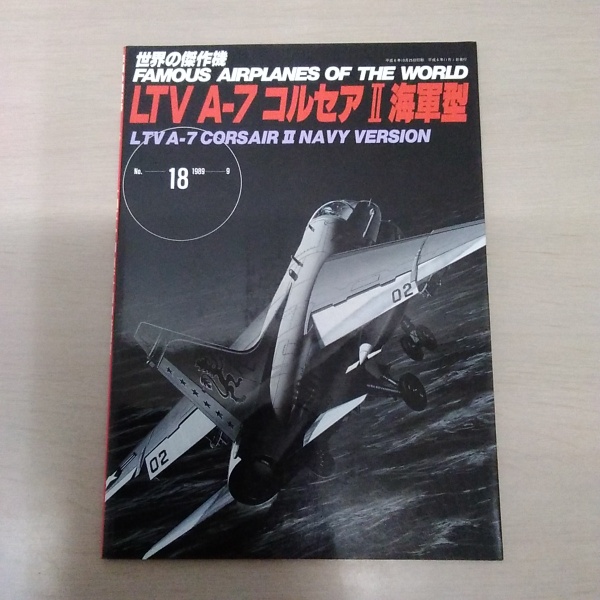 世界の傑作機
FAMOUS AIRPLANES OF THE WORLD
LTV A-7 コルセアⅡ 海軍型
LTV A-7 CORSAIR Ⅱ NAVY VERSION
No. 18 1989 9
02
02